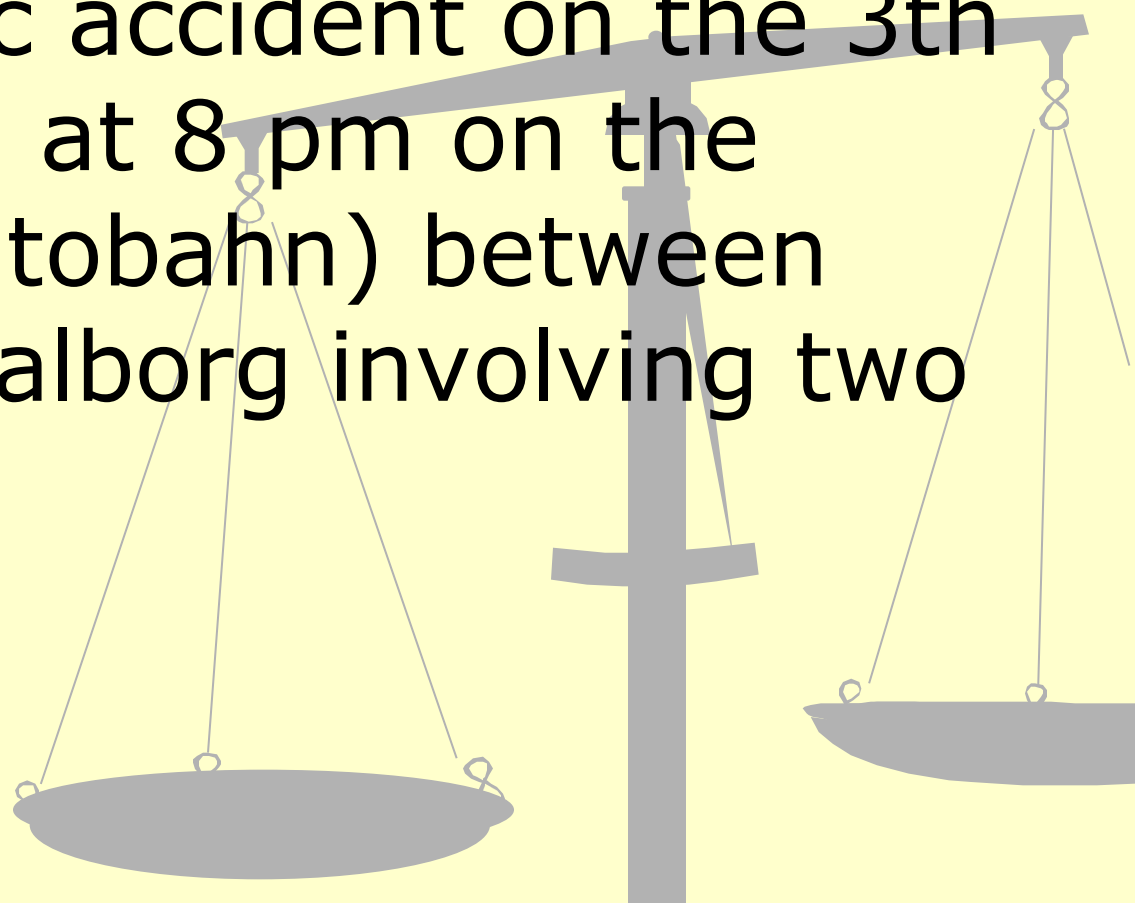 c accident on the 3th
at 8 pm on the
tobahn) between
alborg involving two